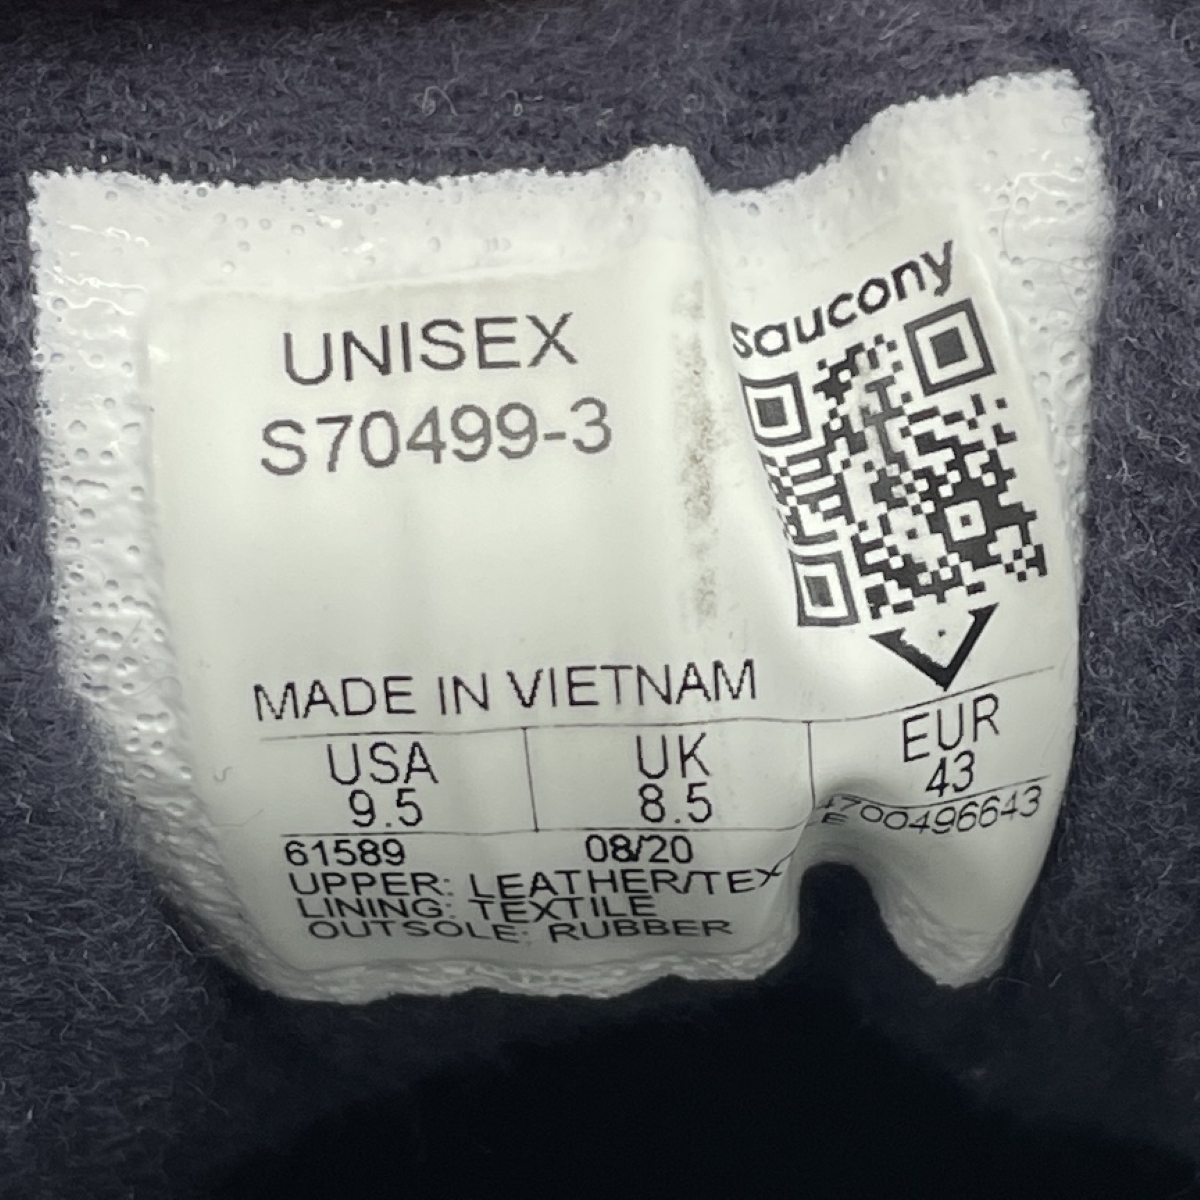 UNISEX
S70499-3
saucony
MADE IN VIETNAM
USA
9.5
UK
8.5
EUR
43
61589
08/20
UPPER: LEATHER/TEX
LINING: TEXTILE
OUTSOLE: RUBBER